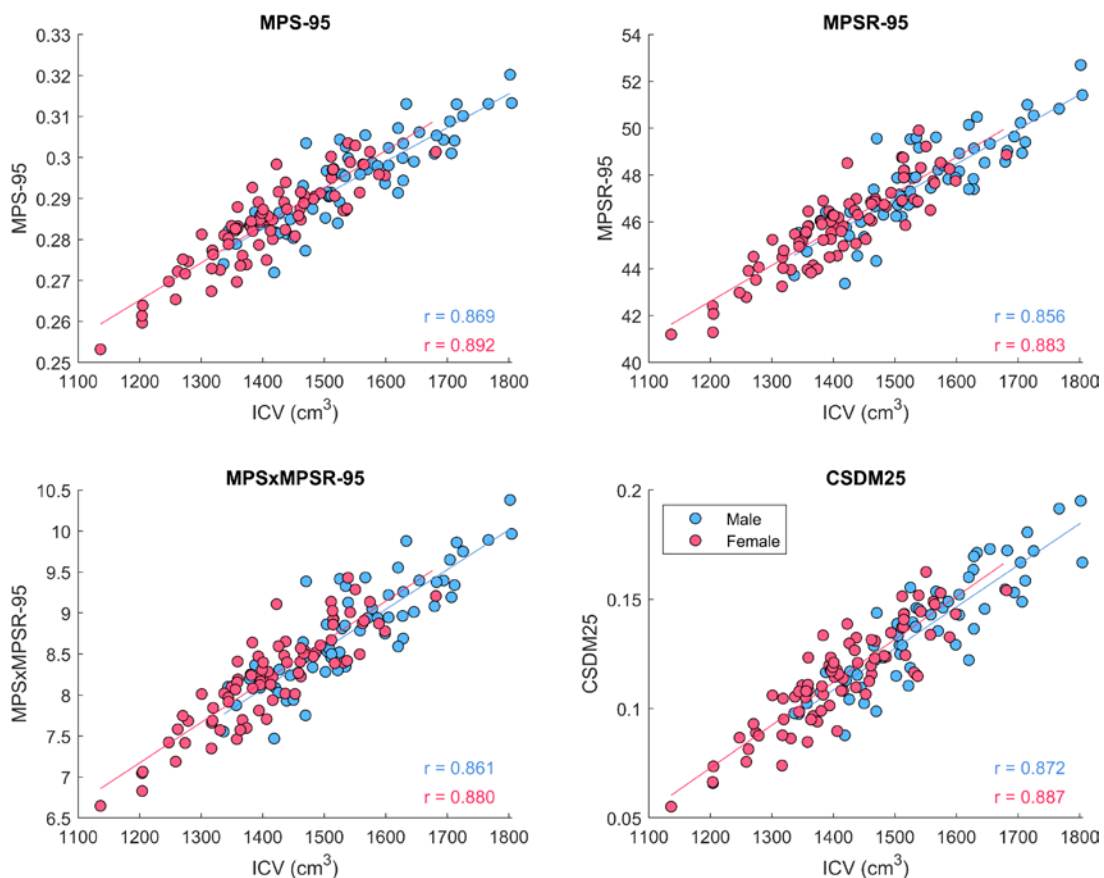 MPS-95
0.33
0.32
0.31
0.3
0.29
0.28
0.27
0.26
0.25
MPS-95
r = 0.869
r = 0.892
1100 1200 1300 1400 1500 1600 1700 1800
ICV (cm³)
MPSR-95
54
52
50
48
46
44
42
40
MPSR-95
r = 0.856
r = 0.883
1100 1200 1300 1400 1500 1600 1700 1800
ICV (cm³)
MPSxMPSR-95
10.5
10
9.5
9
8.5
8
7.5
7
6.5
MPSxMPSR-95
r = 0.861
r = 0.880
1100 1200 1300 1400 1500 1600 1700 1800
ICV (cm³)
CSDM25
0.2
0.15
0.1
0.05
CSDM25
Male
Female
r = 0.872
r = 0.887
1100 1200 1300 1400 1500 1600 1700 1800
ICV (cm³)